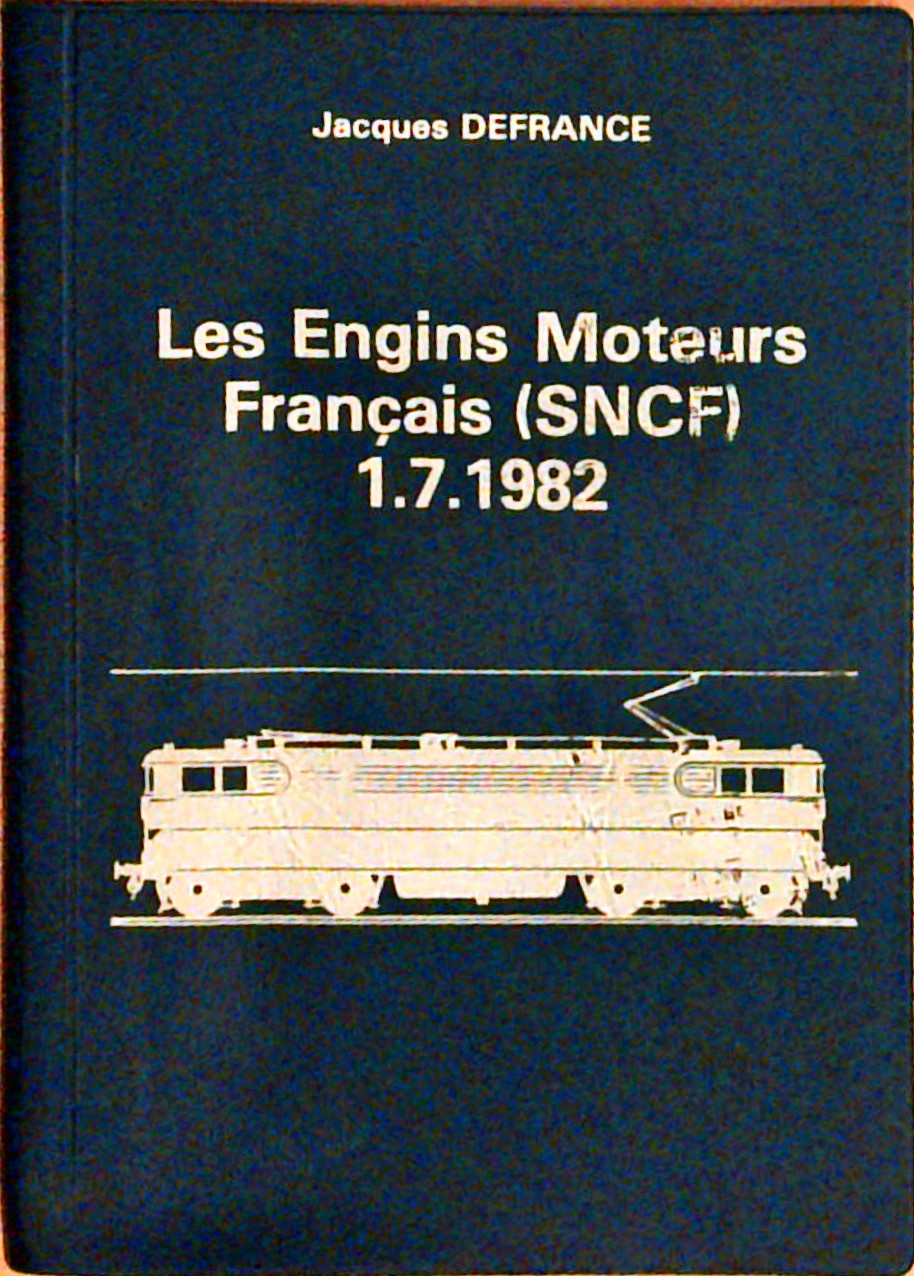 Jacques DEFRANCE
Les Engins Moteurs
Français (SNCF)
1.7.1982